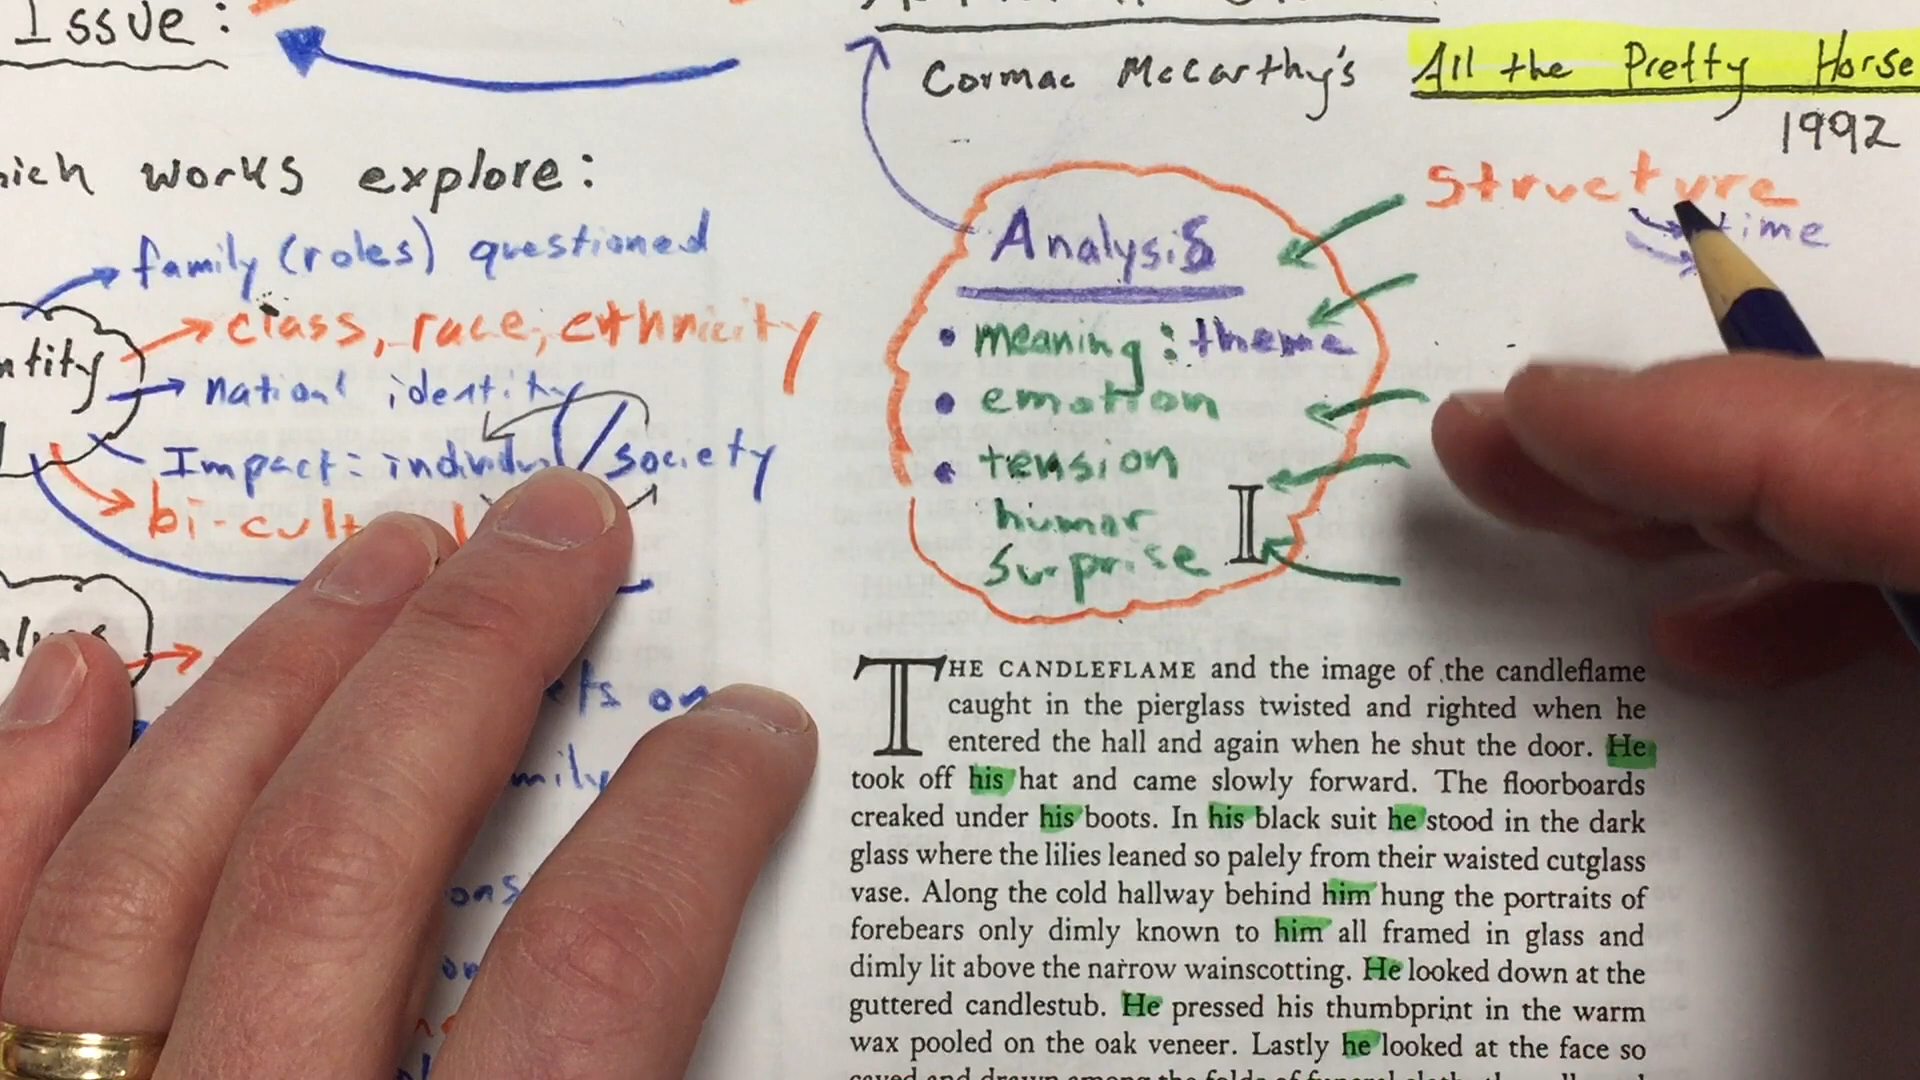 Issue:
Cormac McCarthy's All the Pretty Horse
1992
works explore:
Structure
time
family (roles) questioned
class, race, ethnicity
national identity
Impact: individual/society
bi-cult
Analysis
• meaning: theme
• emotion
• tension
humor
surprise
I
THE CANDLEFLAME and the image of the candleflame
caught in the pierglass twisted and righted when he
entered the hall and again when he shut the door. He
took off his hat and came slowly forward. The floorboards
creaked under his boots. In his black suit he stood in the dark
glass where the lilies leaned so palely from their waisted cutglass
vase. Along the cold hallway behind him hung the portraits of
forebears only dimly known to him all framed in glass and
dimly lit above the narrow wainscotting. He looked down at the
guttered candlestub. He pressed his thumbprint in the warm
wax pooled on the oak veneer. Lastly he looked at the face so